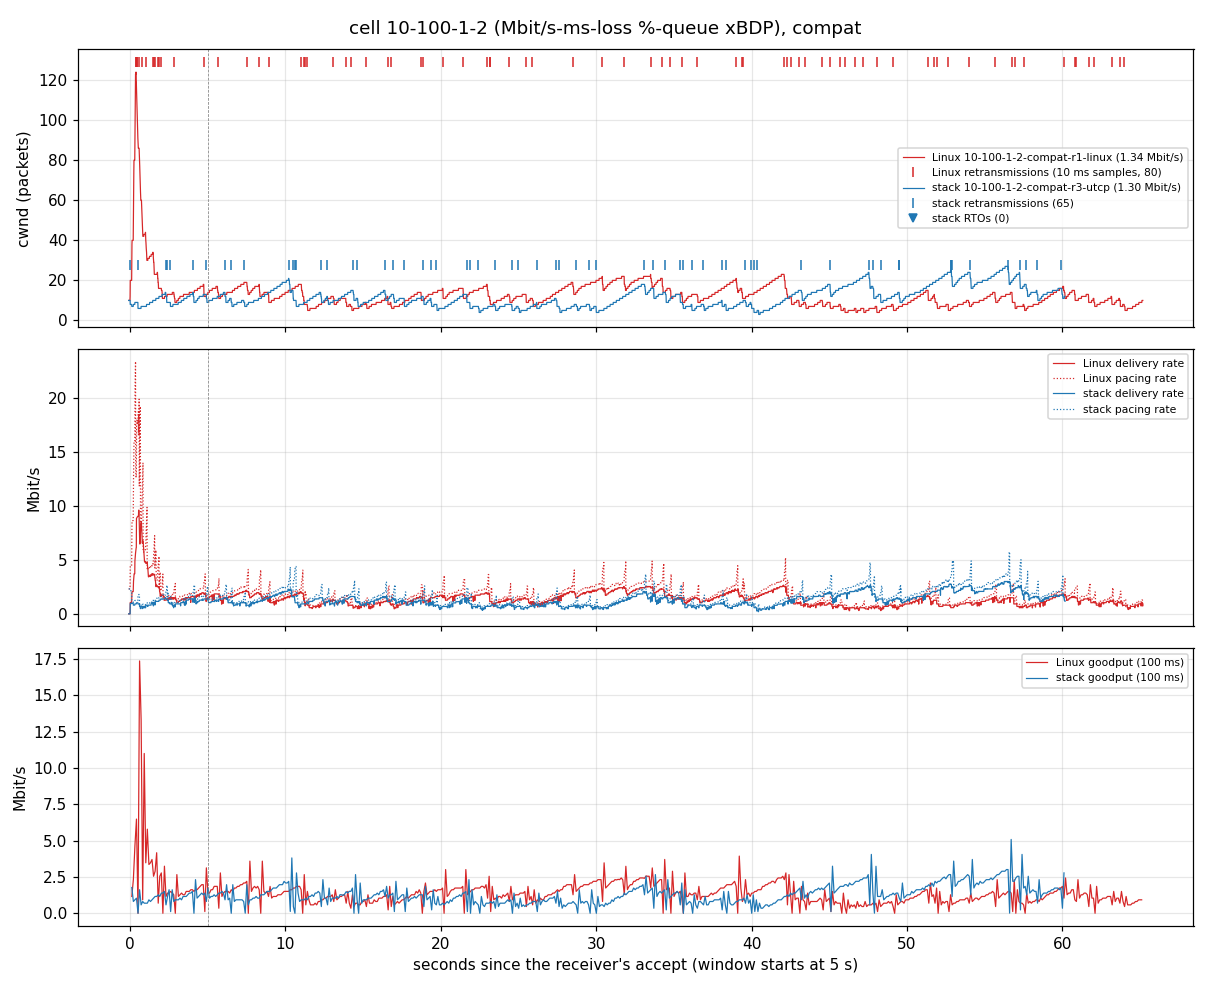 cell 10-100-1-2 (Mbit/s-ms-loss %-queue xBDP), compat
cwnd (packets)
120
100
80
60
40
20
0
Linux 10-100-1-2-compat-r1-linux (1.34 Mbit/s)
Linux retransmissions (10 ms samples, 80)
stack 10-100-1-2-compat-r3-utcp (1.30 Mbit/s)
stack retransmissions (65)
stack RTOs (0)
Mbit/s
20
15
10
5
0
Linux delivery rate
Linux pacing rate
stack delivery rate
stack pacing rate
Mbit/s
17.5
15.0
12.5
10.0
7.5
5.0
2.5
0.0
Linux goodput (100 ms)
stack goodput (100 ms)
0 10 20 30 40 50 60
seconds since the receiver's accept (window starts at 5 s)